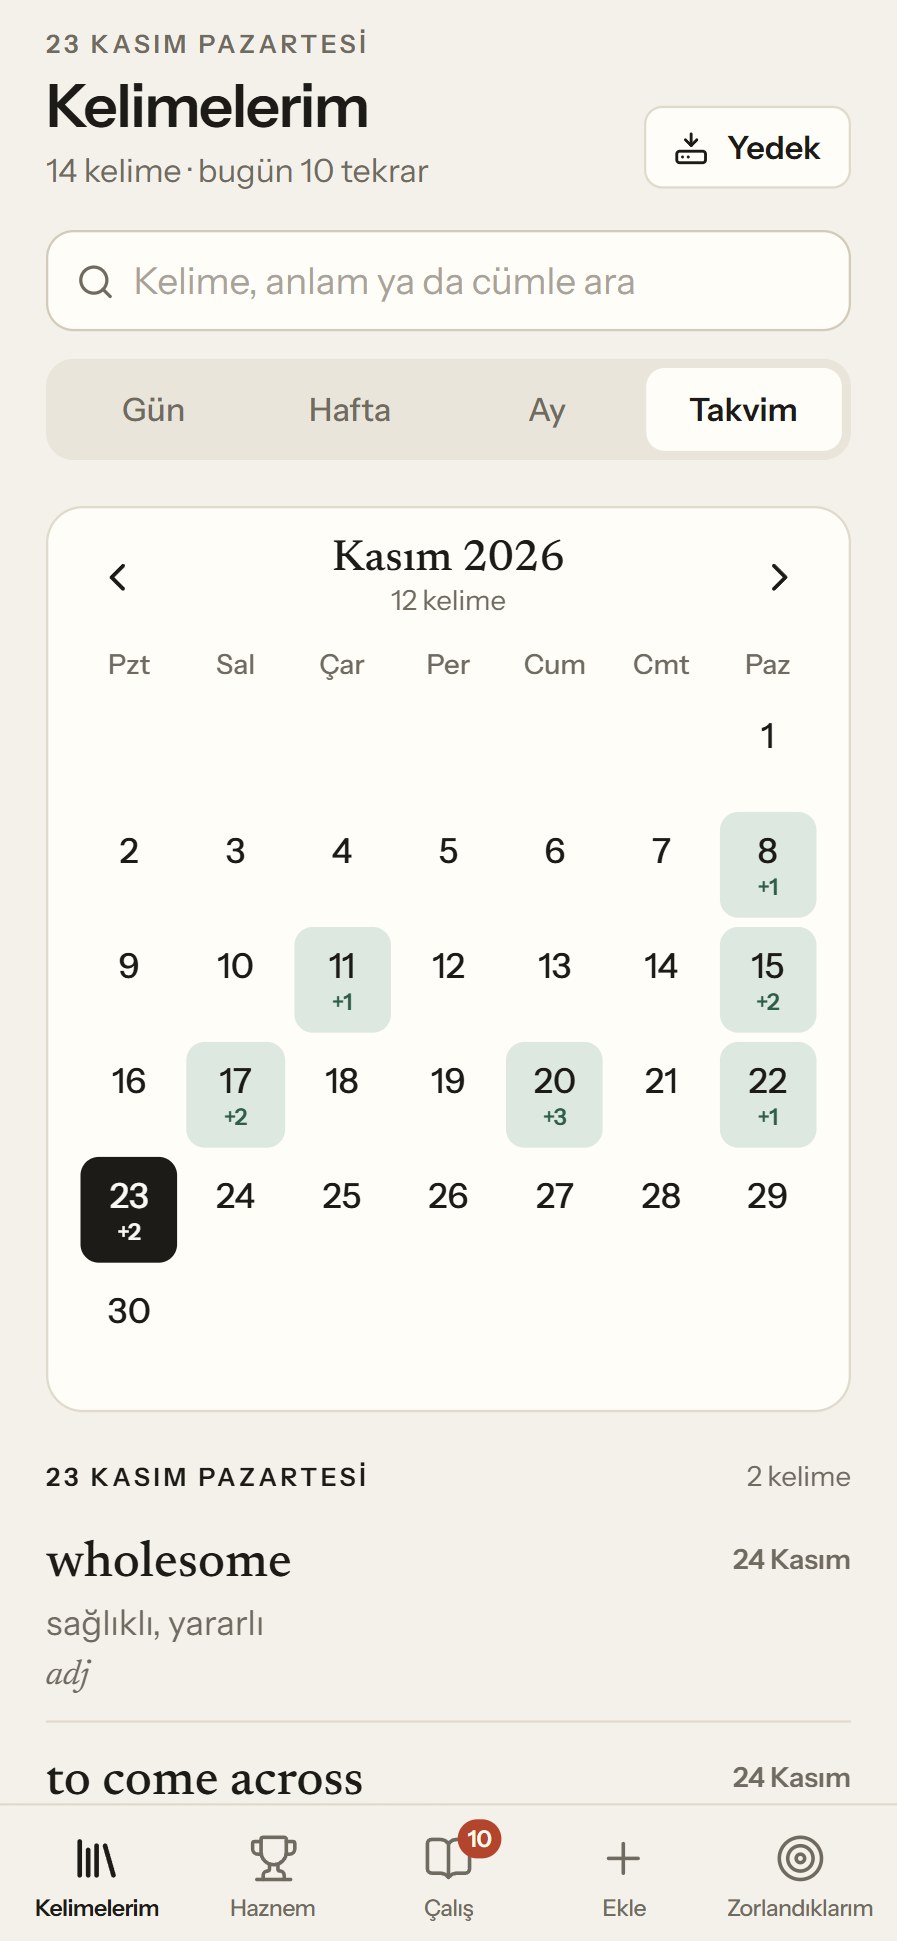 23 KASIM PAZARTESİ
Kelimelerim
14 kelime · bugün 10 tekrar
Yedek
Kelime, anlam ya da cümle ara
Gün Hafta Ay Takvim
Kasım 2026
12 kelime
Pzt Sal Çar Per Cum Cmt Paz
1
2 3 4 5 6 7 8
+1
9 10 11 12 13 14 15
+1 +2
16 17 18 19 20 21 22
+2 +3 +1
23 24 25 26 27 28 29
+2
30
23 KASIM PAZARTESİ 2 kelime
wholesome 24 Kasım
sağlıklı, yararlı
adj
to come across 24 Kasım
10
Kelimelerim Haznem Çalış Ekle Zorlandıklarım